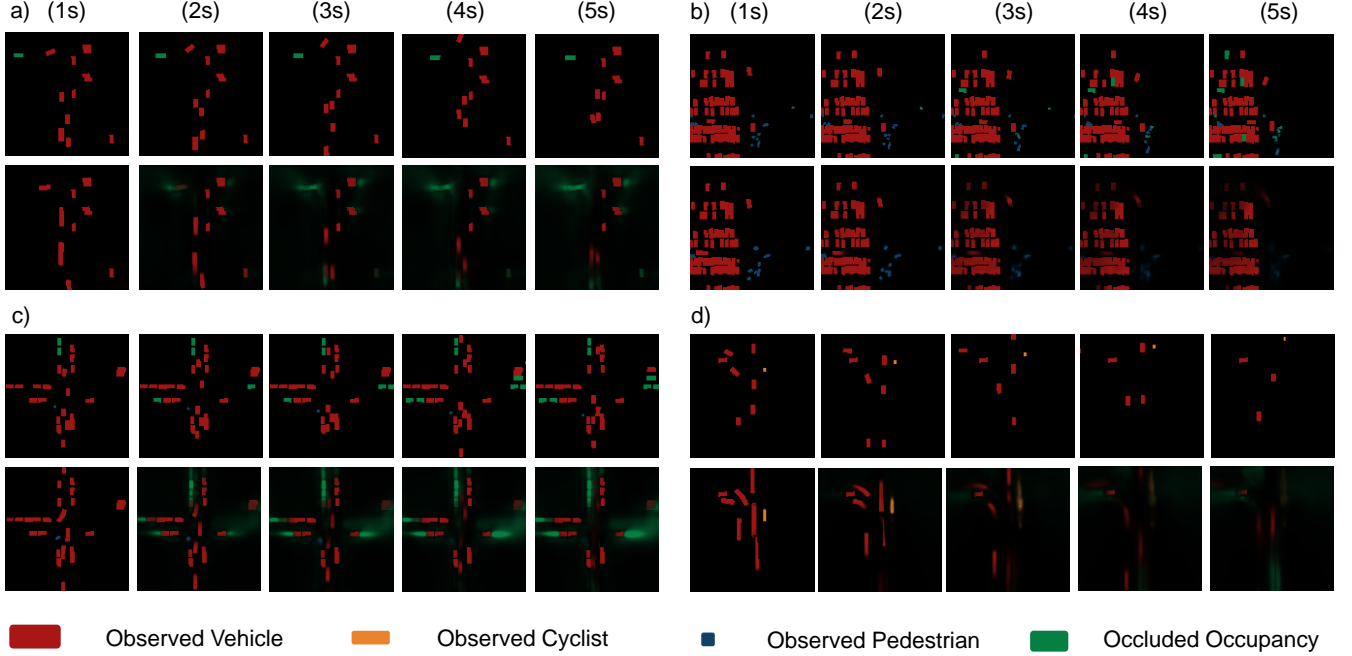 a) (1s) (2s) (3s) (4s) (5s)
b) (1s) (2s) (3s) (4s) (5s)
c)
d)
Observed Vehicle
Observed Cyclist
Observed Pedestrian
Occluded Occupancy